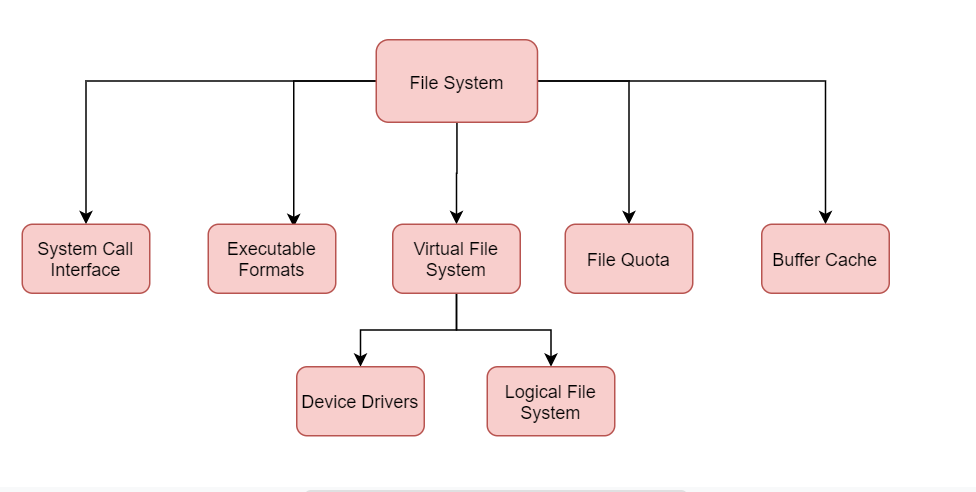 File System
System Call
Interface
Executable
Formats
Virtual File
System
File Quota
Buffer Cache
Device Drivers
Logical File
System